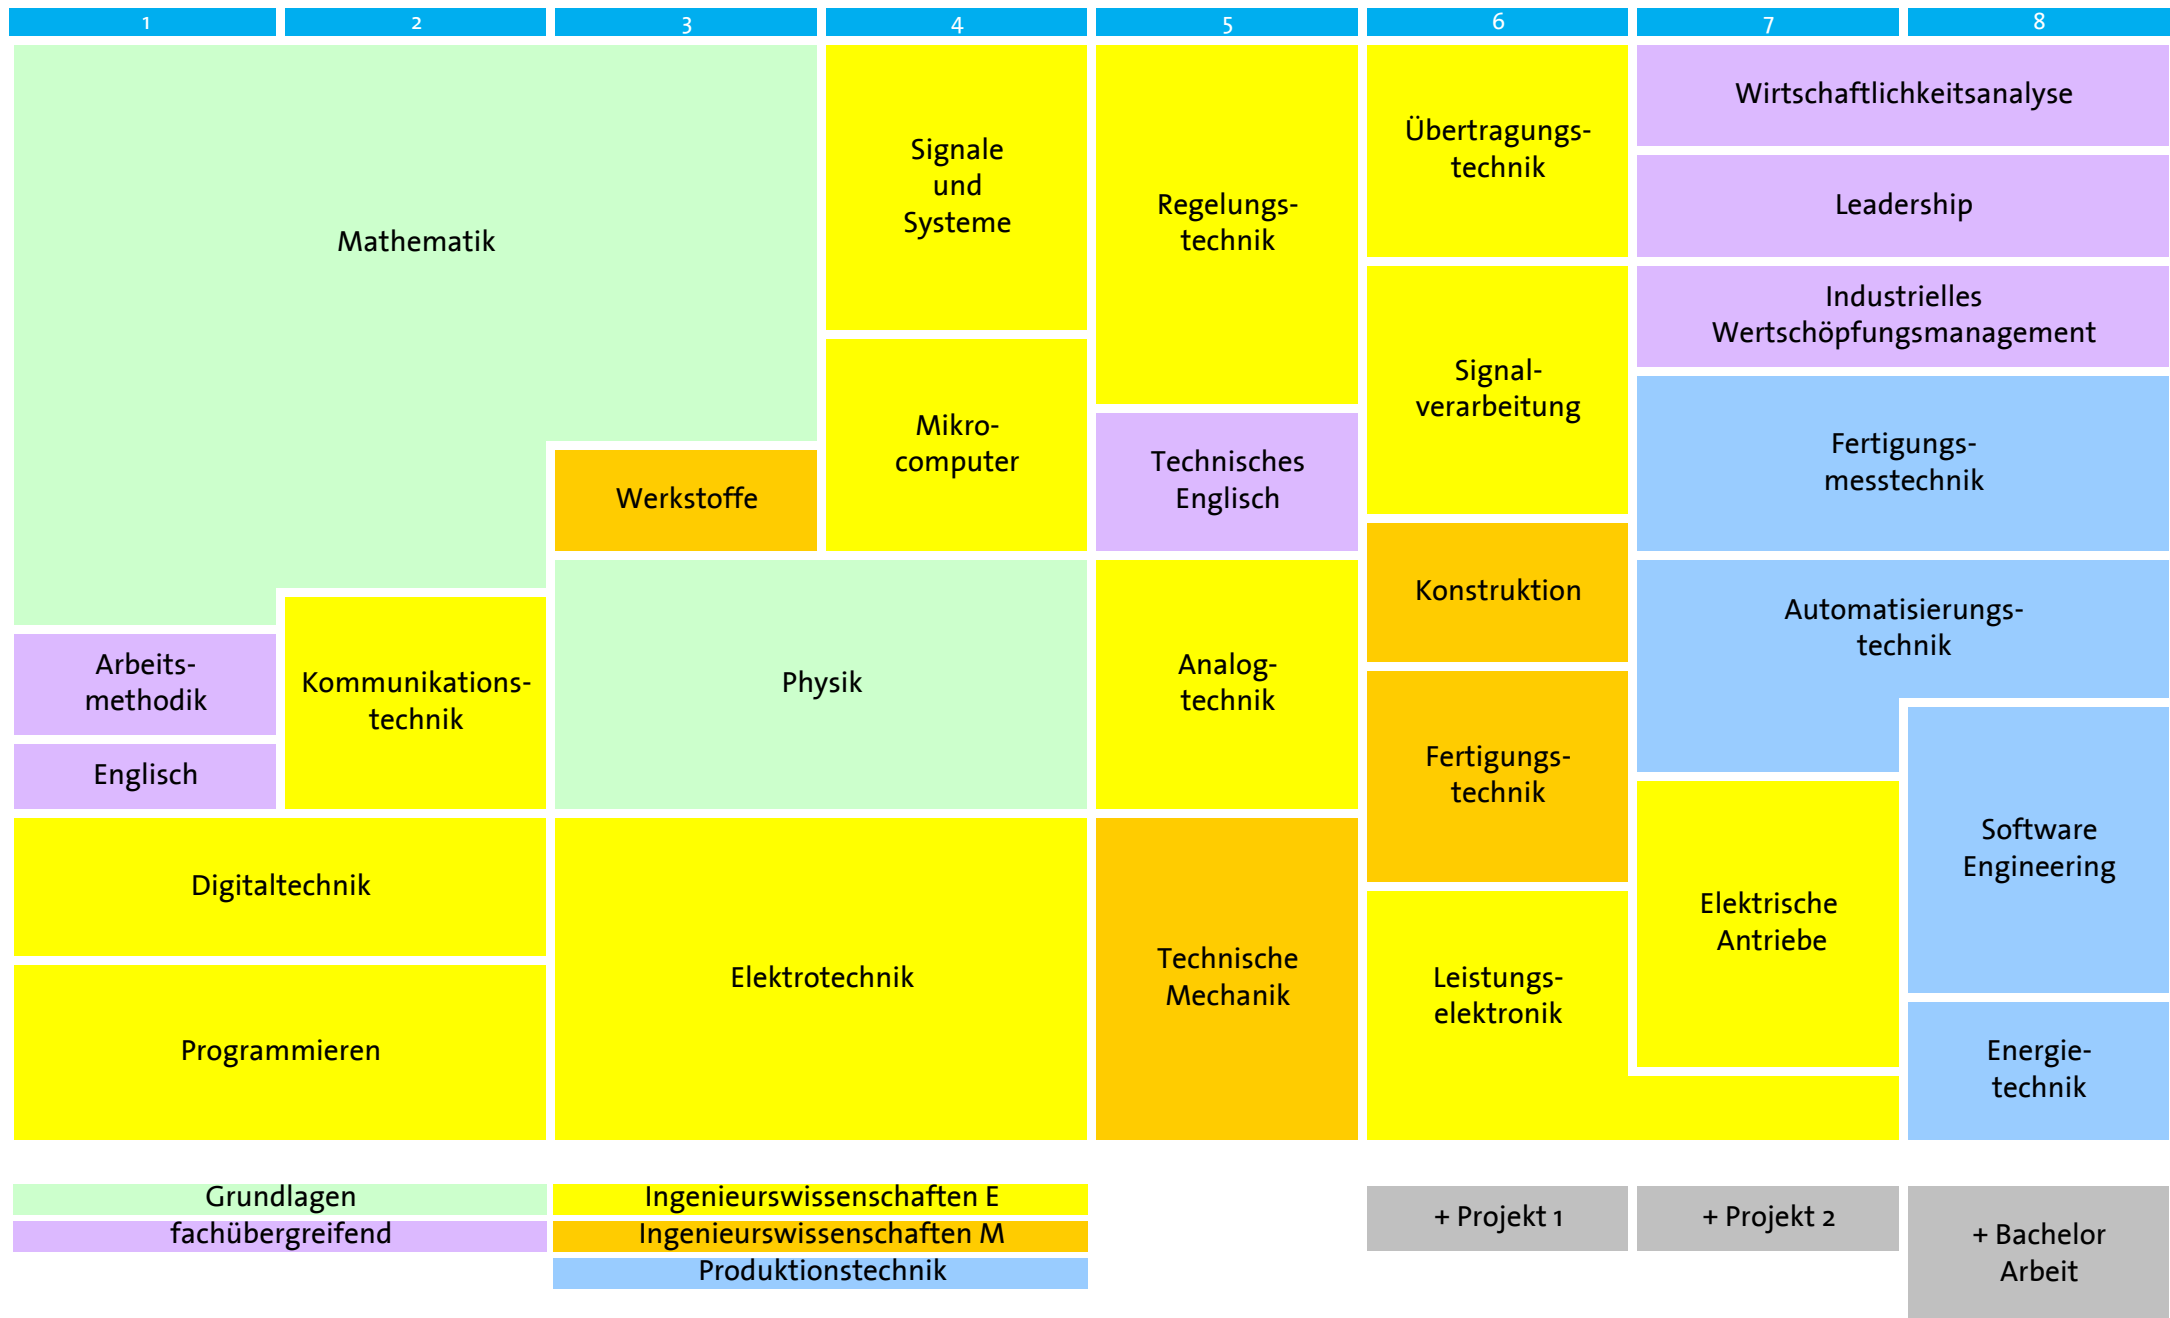 1 2 3 4 5 6 7 8
Mathematik
Signale
und
Systeme
Regelungs-
technik
Übertragungs-
technik
Wirtschaftlichkeitsanalyse
Leadership
Industrielles
Wertschöpfungsmanagement
Signal-
verarbeitung
Mikro-
computer
Technisches
Englisch
Fertigungs-
messtechnik
Werkstoffe
Konstruktion
Automatisierungs-
technik
Arbeits-
methodik
Kommunikations-
technik
Physik
Analog-
technik
Englisch
Fertigungs-
technik
Software
Engineering
Digitaltechnik
Elektrische
Antriebe
Elektrotechnik
Technische
Mechanik
Leistungs-
elektronik
Programmieren
Energie-
technik
Grundlagen
fachübergreifend
Ingenieurswissenschaften E
Ingenieurswissenschaften M
Produktionstechnik
+ Projekt 1
+ Projekt 2
+ Bachelor
Arbeit